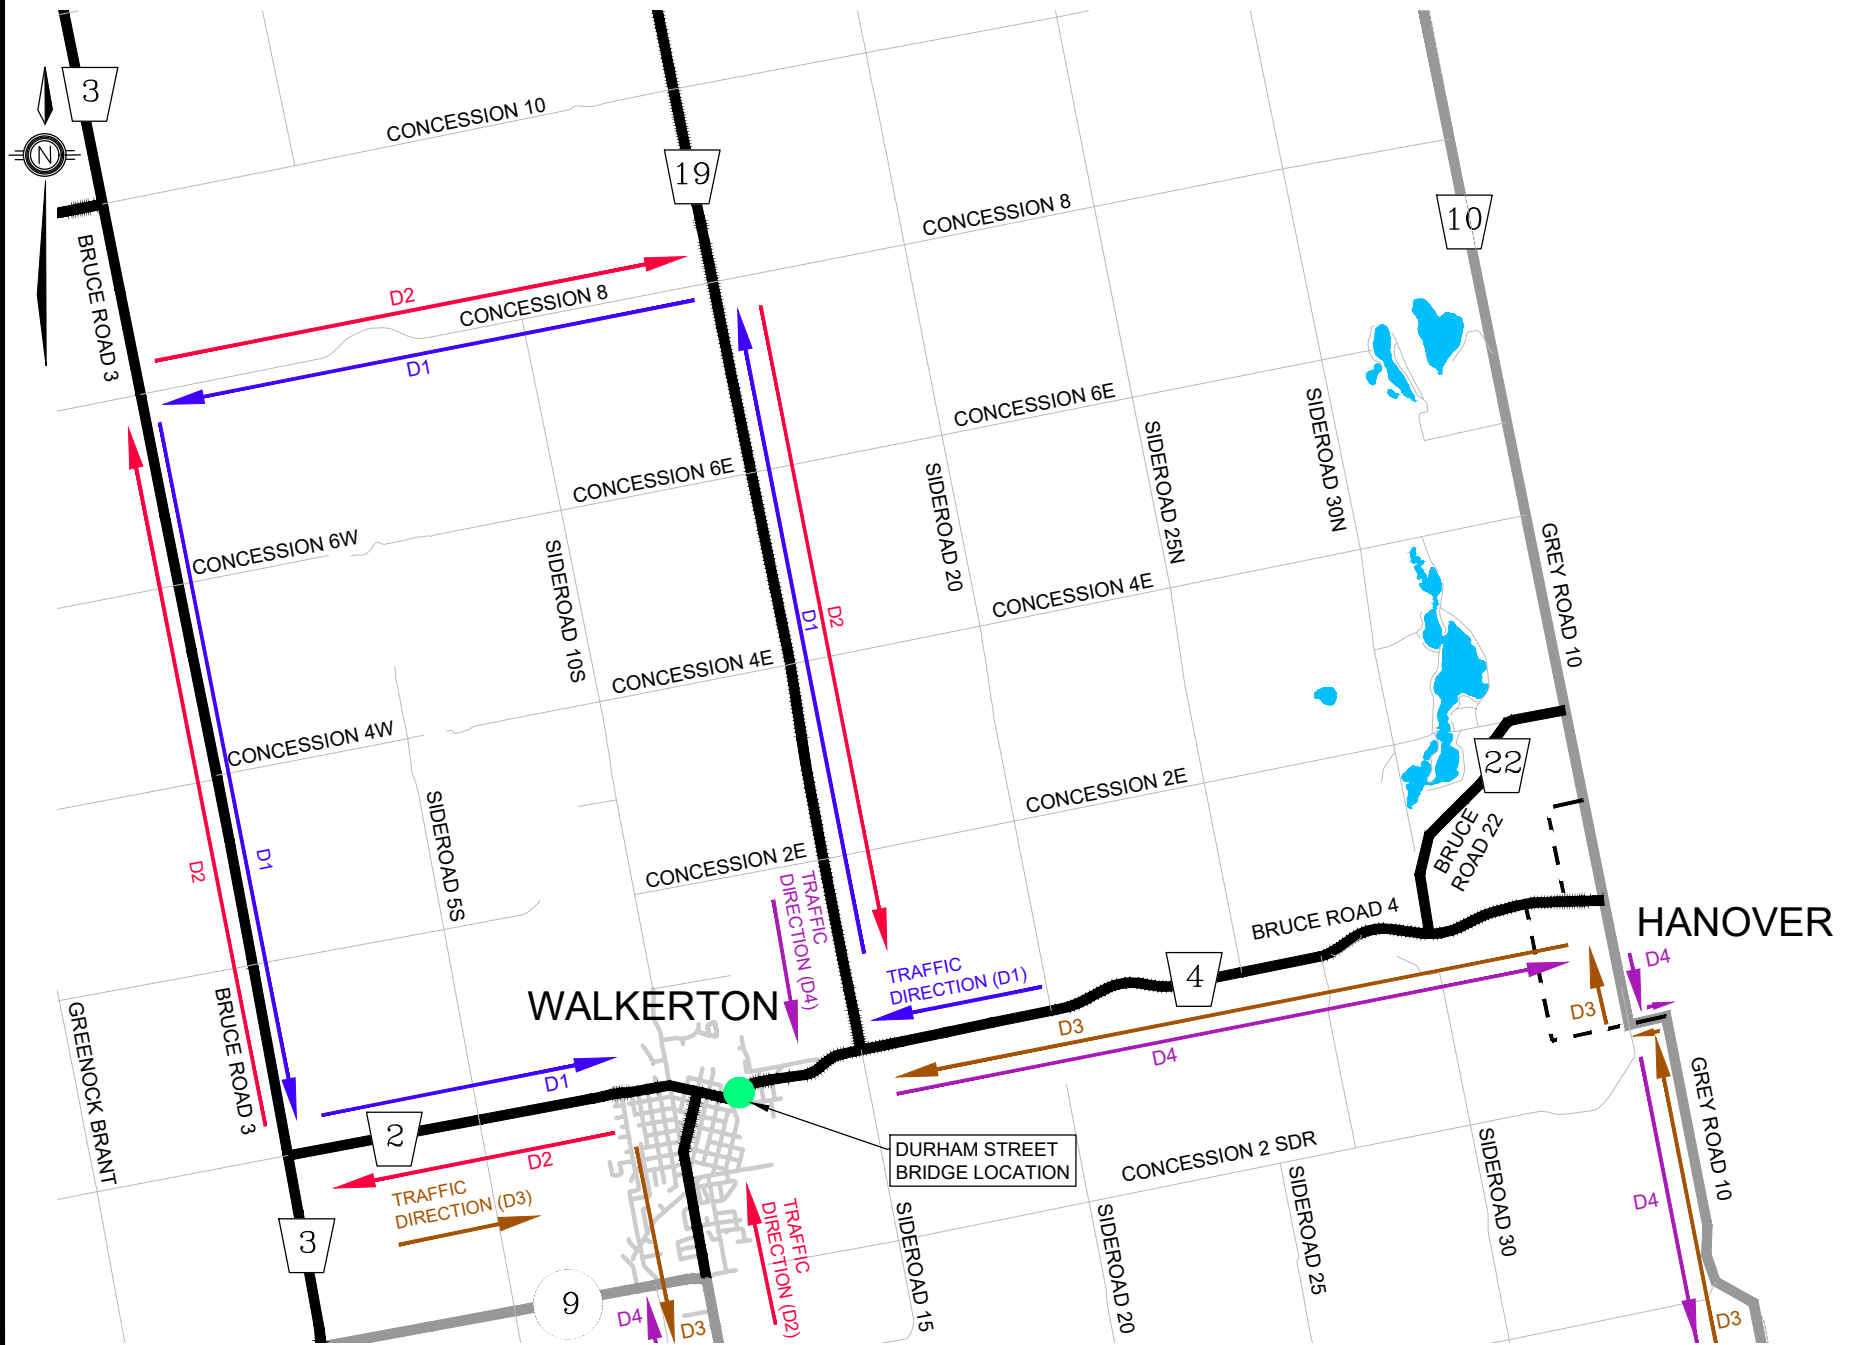 3
N
CONCESSION 10
19
10
BRUCE ROAD 3
CONCESSION 8
D2
CONCESSION 8
D1
CONCESSION 6E
CONCESSION 6E
SIDEROAD 30N
SIDEROAD 25N
SIDEROAD 20
CONCESSION 6W
SIDEROAD 10S
GREY ROAD 10
CONCESSION 4E
D1
D2
CONCESSION 4E
CONCESSION 4W
22
CONCESSION 2E
SIDEROAD 5S
BRUCE
ROAD 22
D2
D1
CONCESSION 2E
TRAFFIC
DIRECTION (D4)
BRUCE ROAD 4
HANOVER
D4
4
TRAFFIC
DIRECTION (D1)
WALKERTON
BRUCE ROAD 3
GREENOCK BRANT
D3
D3
D4
D1
2
DURHAM STREET
BRIDGE LOCATION
CONCESSION 2 SDR
D2
TRAFFIC
DIRECTION (D3)
GREY ROAD 10
D4
3
TRAFFIC
DIRECTION (D2)
SIDEROAD 15
SIDEROAD 20
SIDEROAD 25
SIDEROAD 30
9
D4
D3
D3